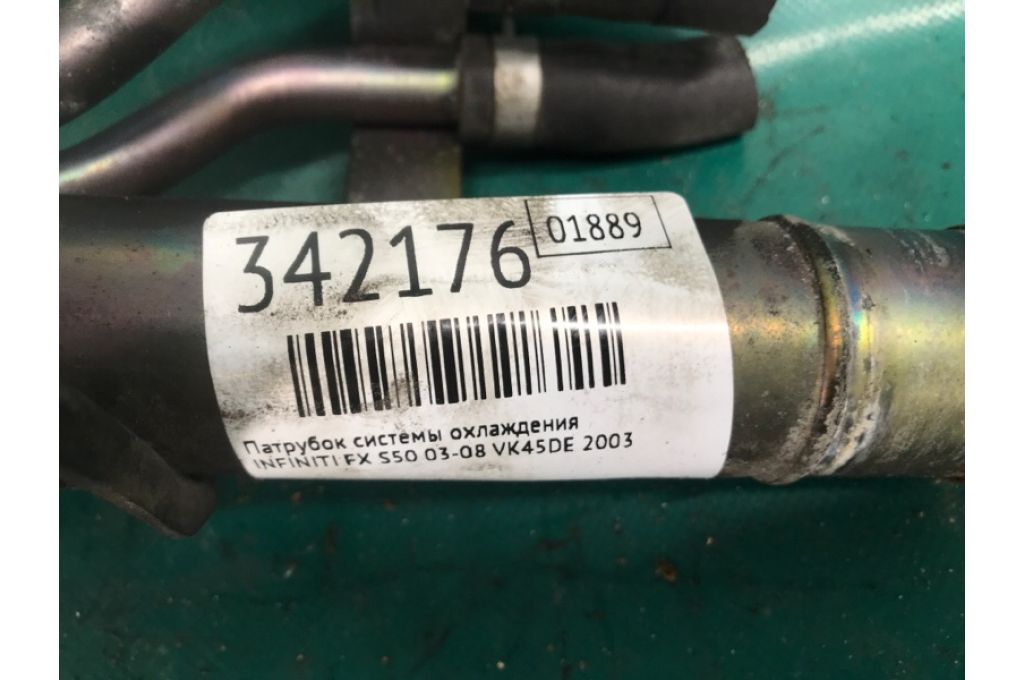 342176
01889
Патрубок системы охлаждения
INFINITI FX S50 03-08 VK45DE 2003